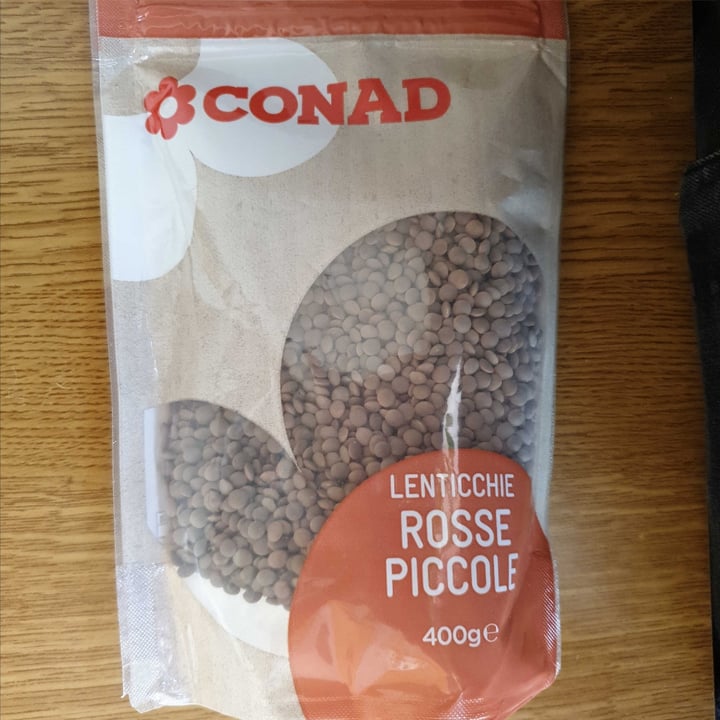 CONAD
LENTICCHIE
ROSSE
PICCOLE
400g℮